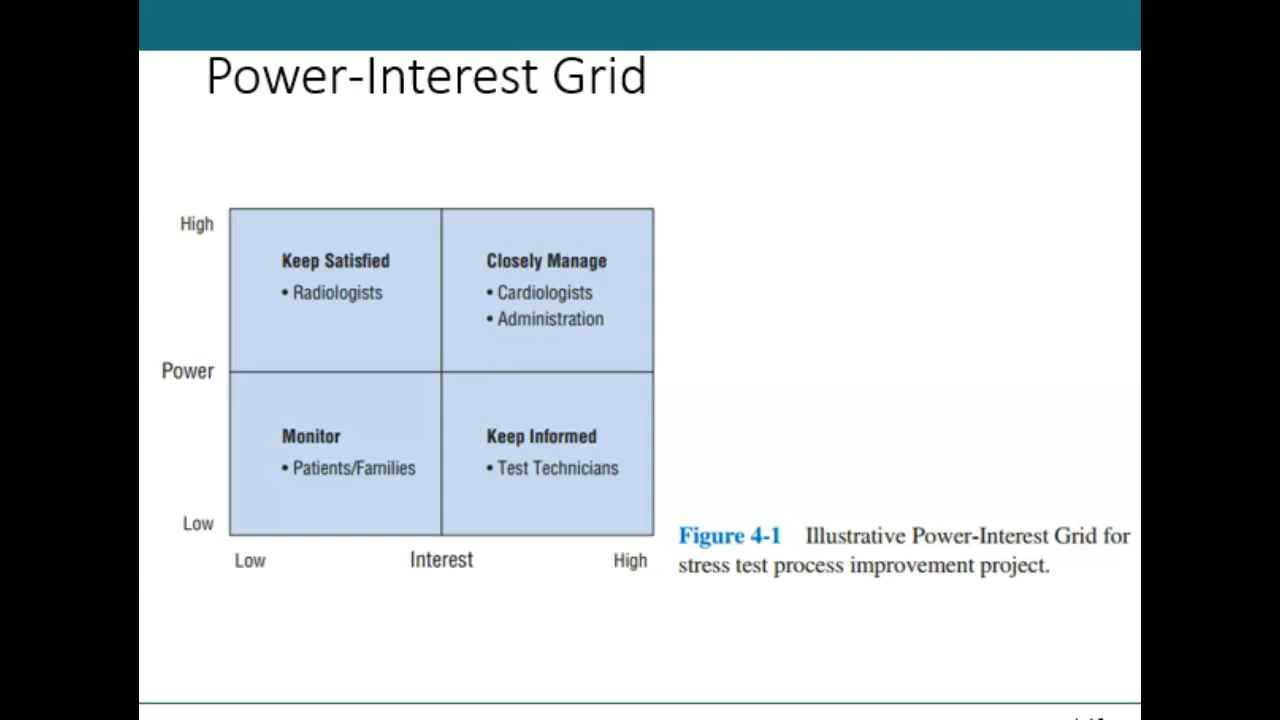 Power-Interest Grid
High
Keep Satisfied
• Radiologists
Closely Manage
• Cardiologists
• Administration
Power
Monitor
• Patients/Families
Keep Informed
• Test Technicians
Low
Low
Interest
High
Figure 4-1 Illustrative Power-Interest Grid for
stress test process improvement project.